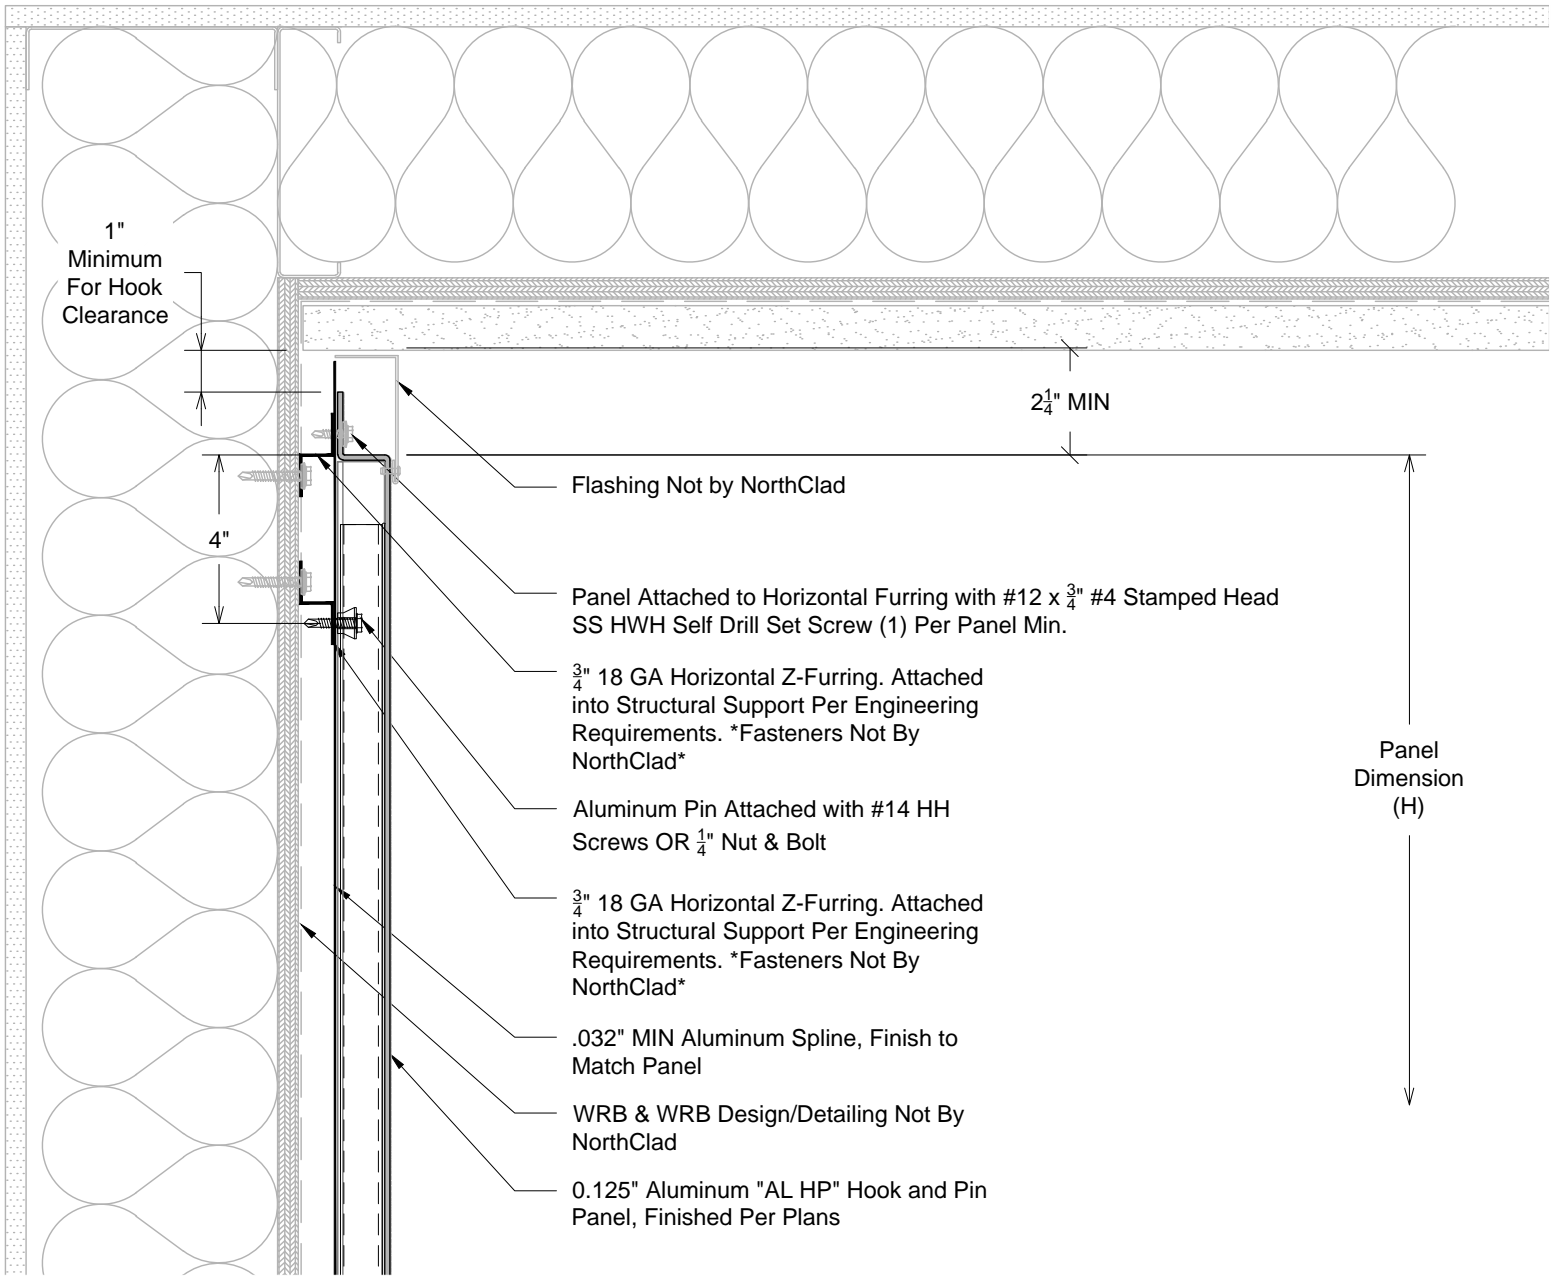 1"
Minimum
For Hook
Clearance
2 1/4" MIN
4"
Flashing Not by NorthClad
Panel Attached to Horizontal Furring with #12 x 3/4" #4 Stamped Head
SS HWH Self Drill Set Screw (1) Per Panel Min.
3/4" 18 GA Horizontal Z-Furring. Attached
into Structural Support Per Engineering
Requirements. *Fasteners Not By
NorthClad*
Panel
Dimension
(H)
Aluminum Pin Attached with #14 HH
Screws OR 1/4" Nut & Bolt
3/4" 18 GA Horizontal Z-Furring. Attached
into Structural Support Per Engineering
Requirements. *Fasteners Not By
NorthClad*
.032" MIN Aluminum Spline, Finish to
Match Panel
WRB & WRB Design/Detailing Not By
NorthClad
0.125" Aluminum "AL HP" Hook and Pin
Panel, Finished Per Plans